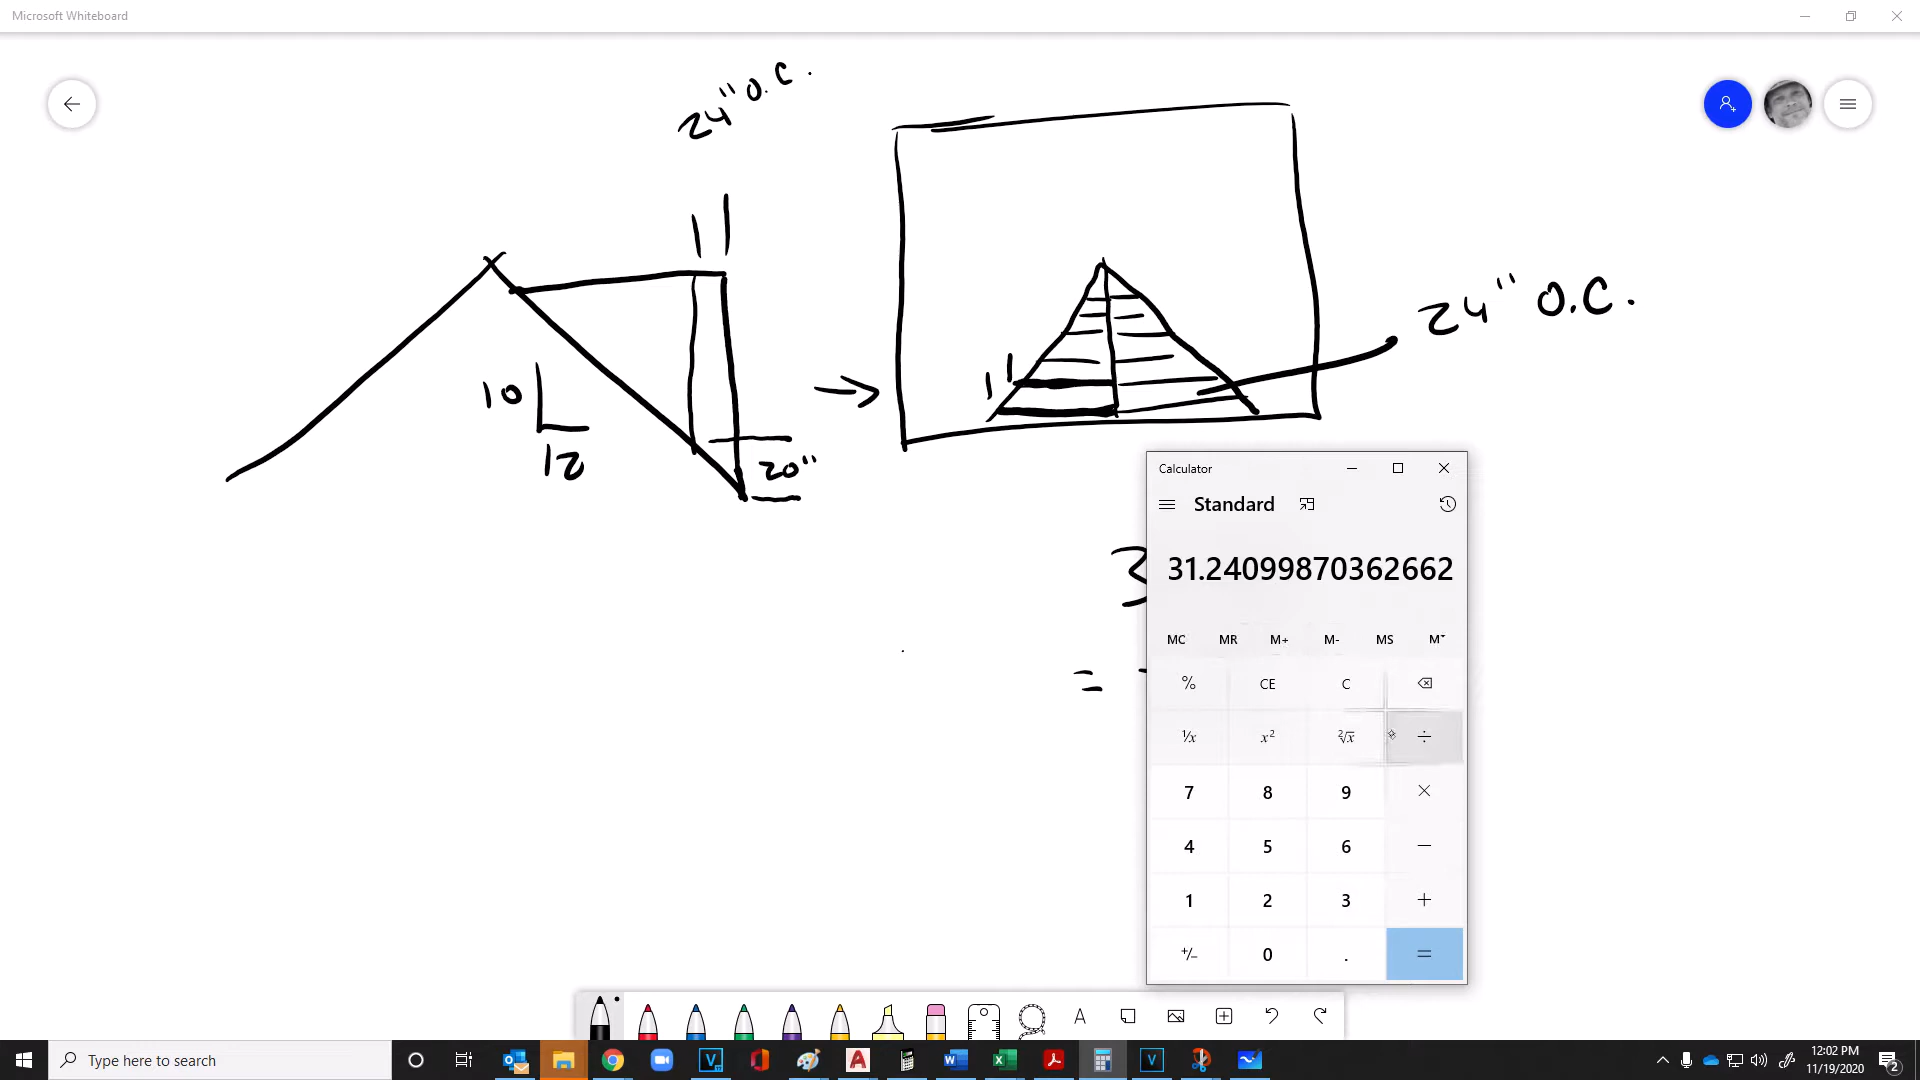 Microsoft Whiteboard
24" O.C.
24" O.C.
10
12
20"
3
=
Calculator
Standard
31.24099870362662
MC MR M+ M- MS M˅
% CE C
¹/x x² ²√x ÷
7 8 9 ×
4 5 6 −
1 2 3 +
+/− 0 . =
A
Type here to search
12:02 PM
11/19/2020
2